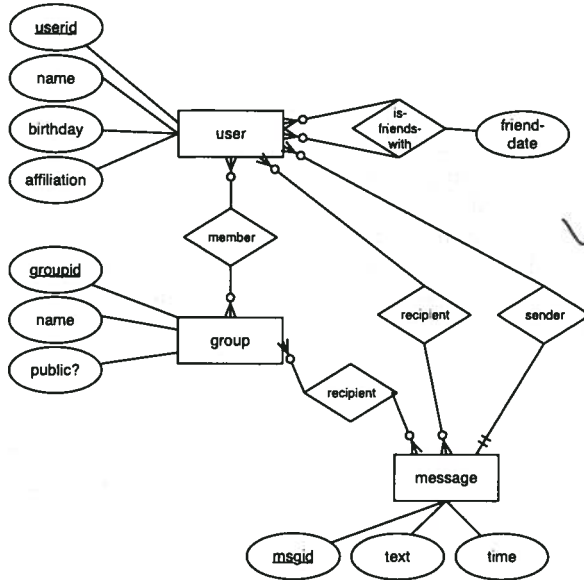 userid
name
birthday
affiliation
user
is-
friends-
with
friend-
date
member
groupid
name
public?
group
recipient
recipient
sender
message
msgid
text
time